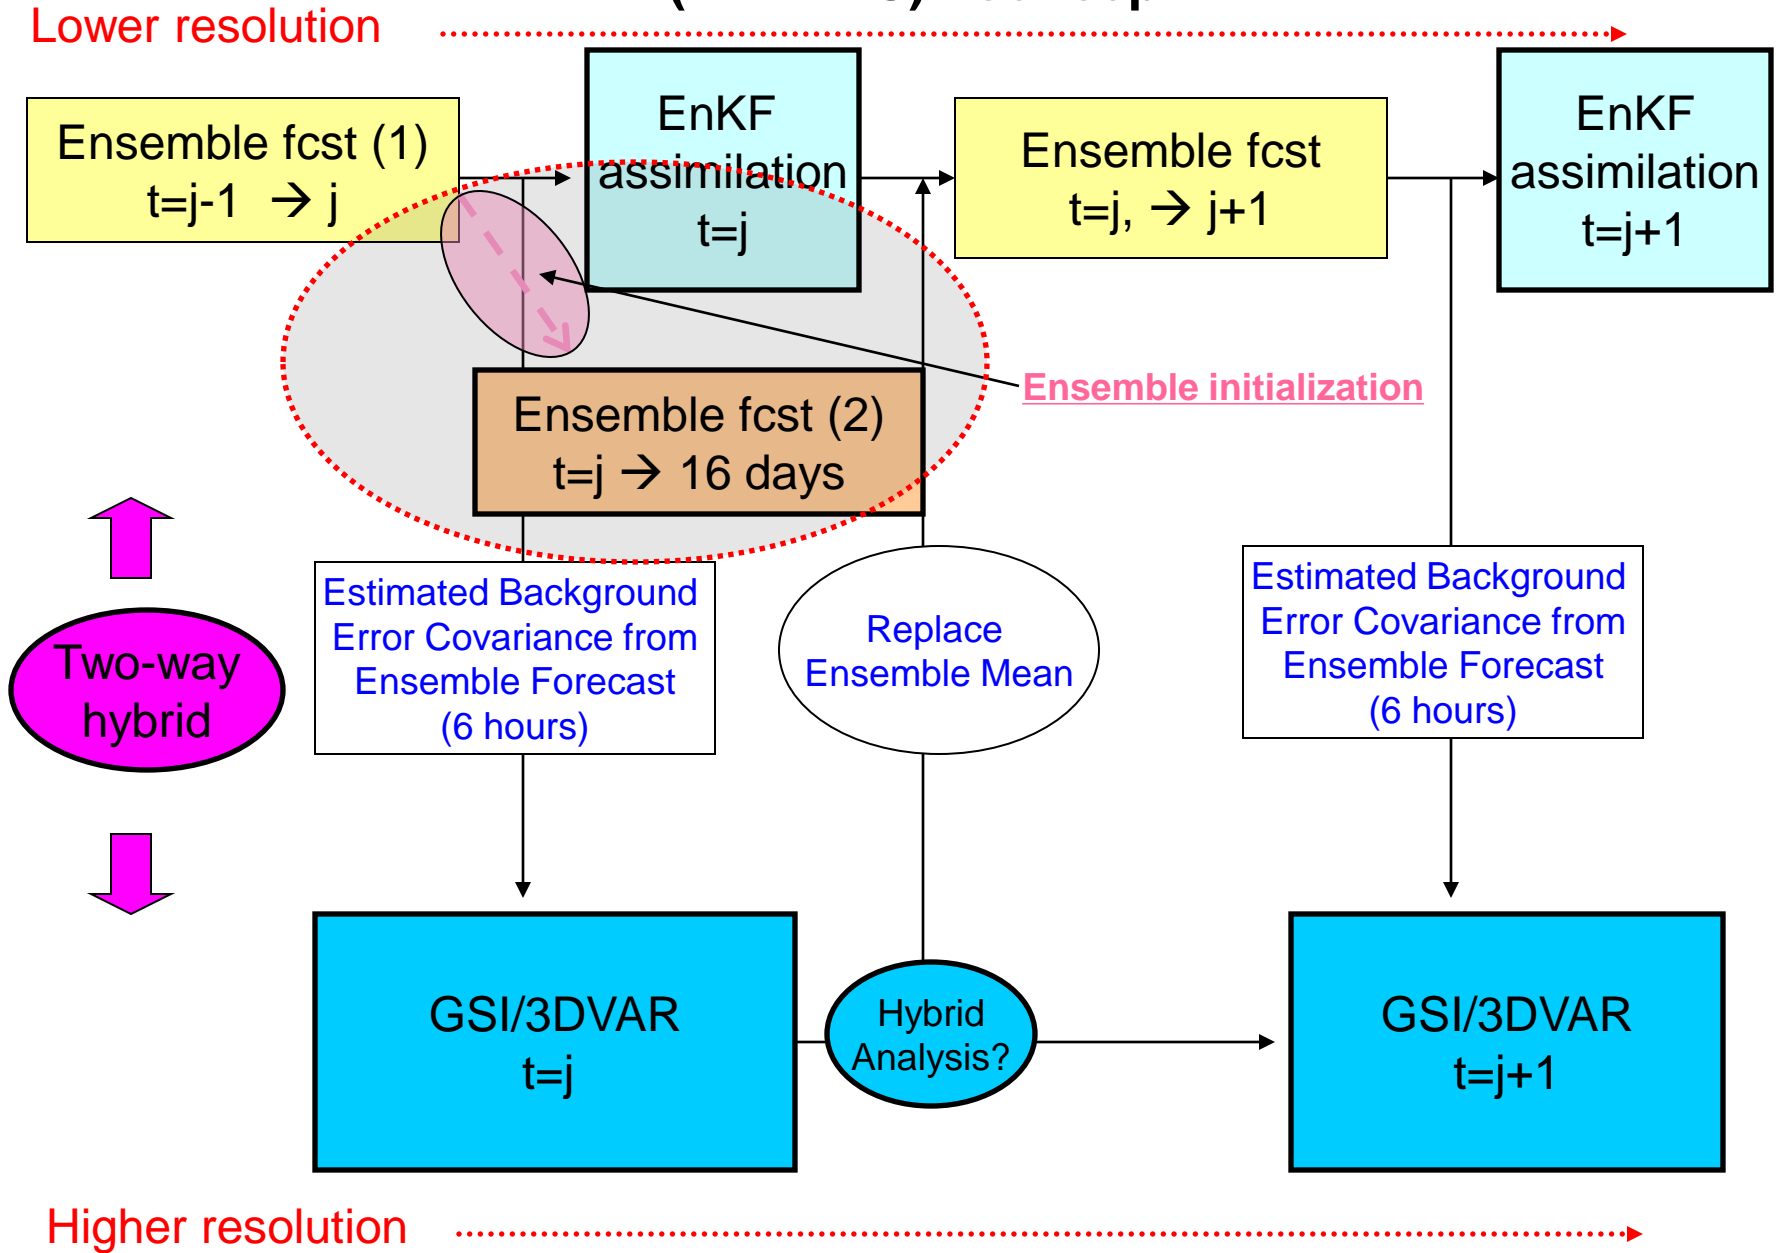 Lower resolution
Ensemble fcst (1)
t=j-1 → j
EnKF
assimilation
t=j
Ensemble fcst
t=j, → j+1
EnKF
assimilation
t=j+1
Ensemble initialization
Ensemble fcst (2)
t=j → 16 days
Two-way
hybrid
Estimated Background
Error Covariance from
Ensemble Forecast
(6 hours)
Replace
Ensemble Mean
Estimated Background
Error Covariance from
Ensemble Forecast
(6 hours)
GSI/3DVAR
t=j
Hybrid
Analysis?
GSI/3DVAR
t=j+1
Higher resolution